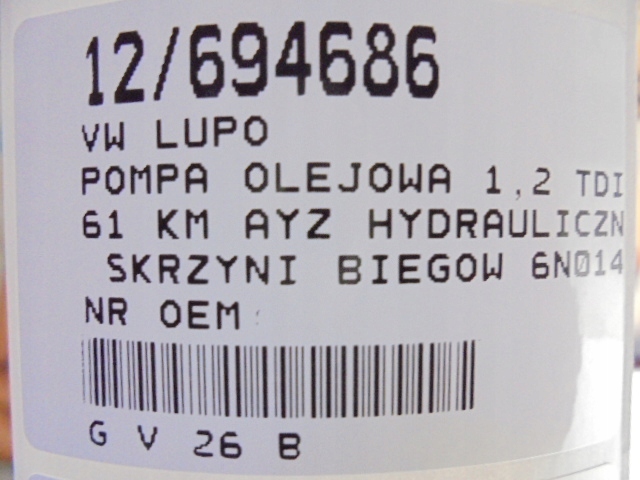 12/694686
VW LUPO
POMPA OLEJOWA 1,2 TDI
61 KM AYZ HYDRAULICZN
SKRZYNI BIEGOW 6N014
NR OEM :
G V 26 B